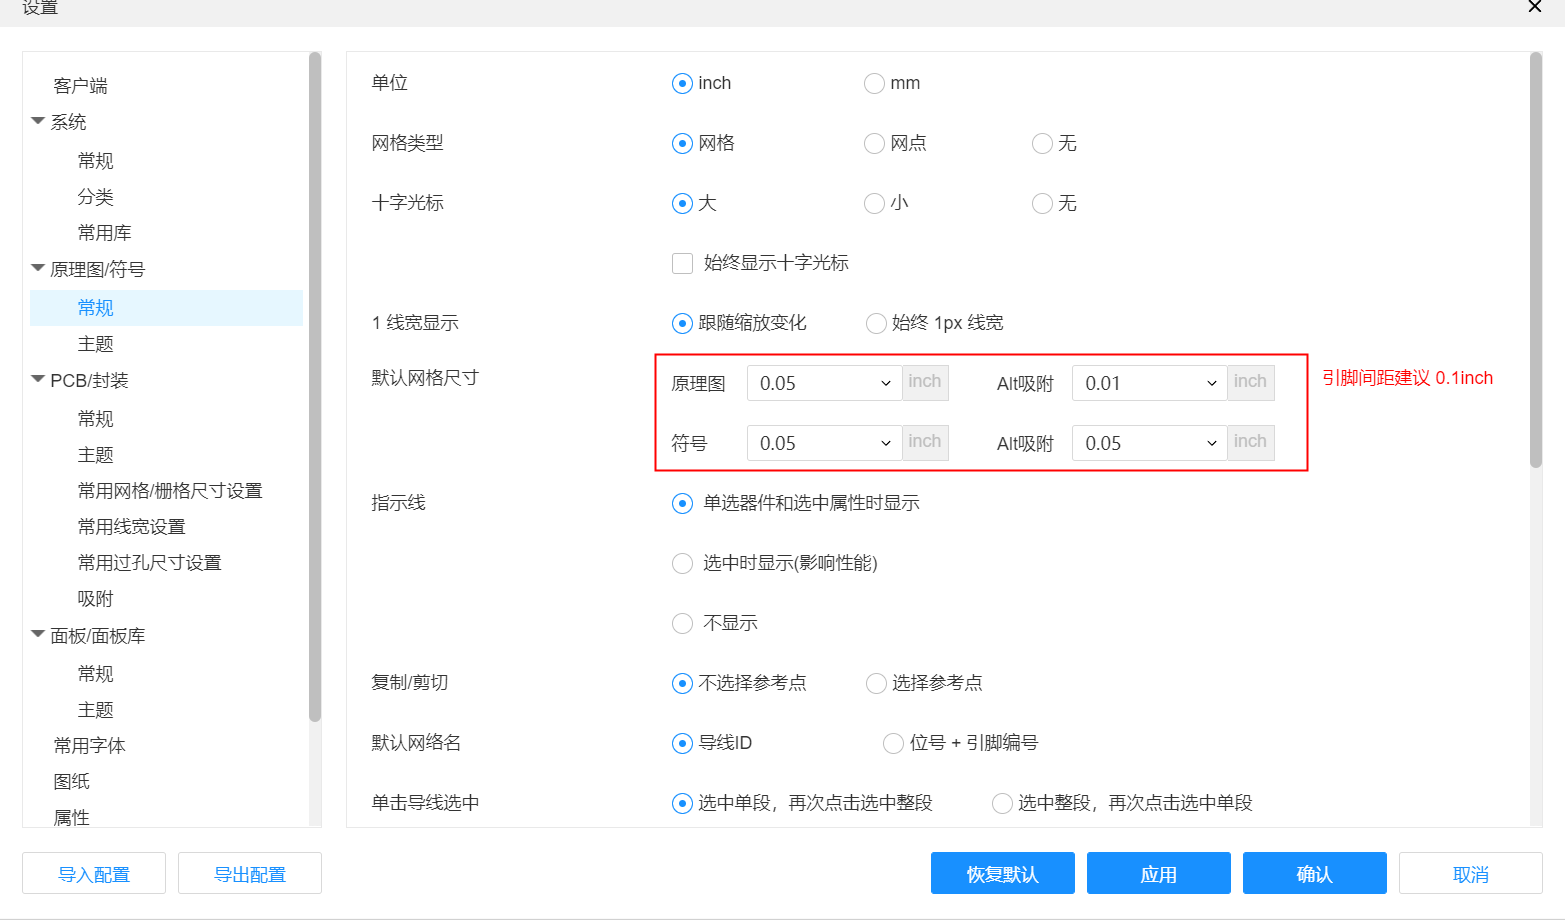 设置
客户端
系统
常规
分类
常用库
原理图/符号
常规
主题
PCB/封装
常规
主题
常用网格/栅格尺寸设置
常用线宽设置
常用过孔尺寸设置
吸附
面板/面板库
常规
主题
常用字体
图纸
属性
单位 inch mm
网格类型 网格 网点 无
十字光标 大 小 无
始终显示十字光标
1 线宽显示 跟随缩放变化 始终 1px 线宽
默认网格尺寸 原理图 0.05 inch Alt吸附 0.01 inch 引脚间距建议 0.1inch
符号 0.05 inch Alt吸附 0.05 inch
指示线 单选器件和选中属性时显示
选中时显示(影响性能)
不显示
复制/剪切 不选择参考点 选择参考点
默认网络名 导线ID 位号 + 引脚编号
单击导线选中 选中单段，再次点击选中整段 选中整段，再次点击选中单段
导入配置 导出配置 恢复默认 应用 确认 取消